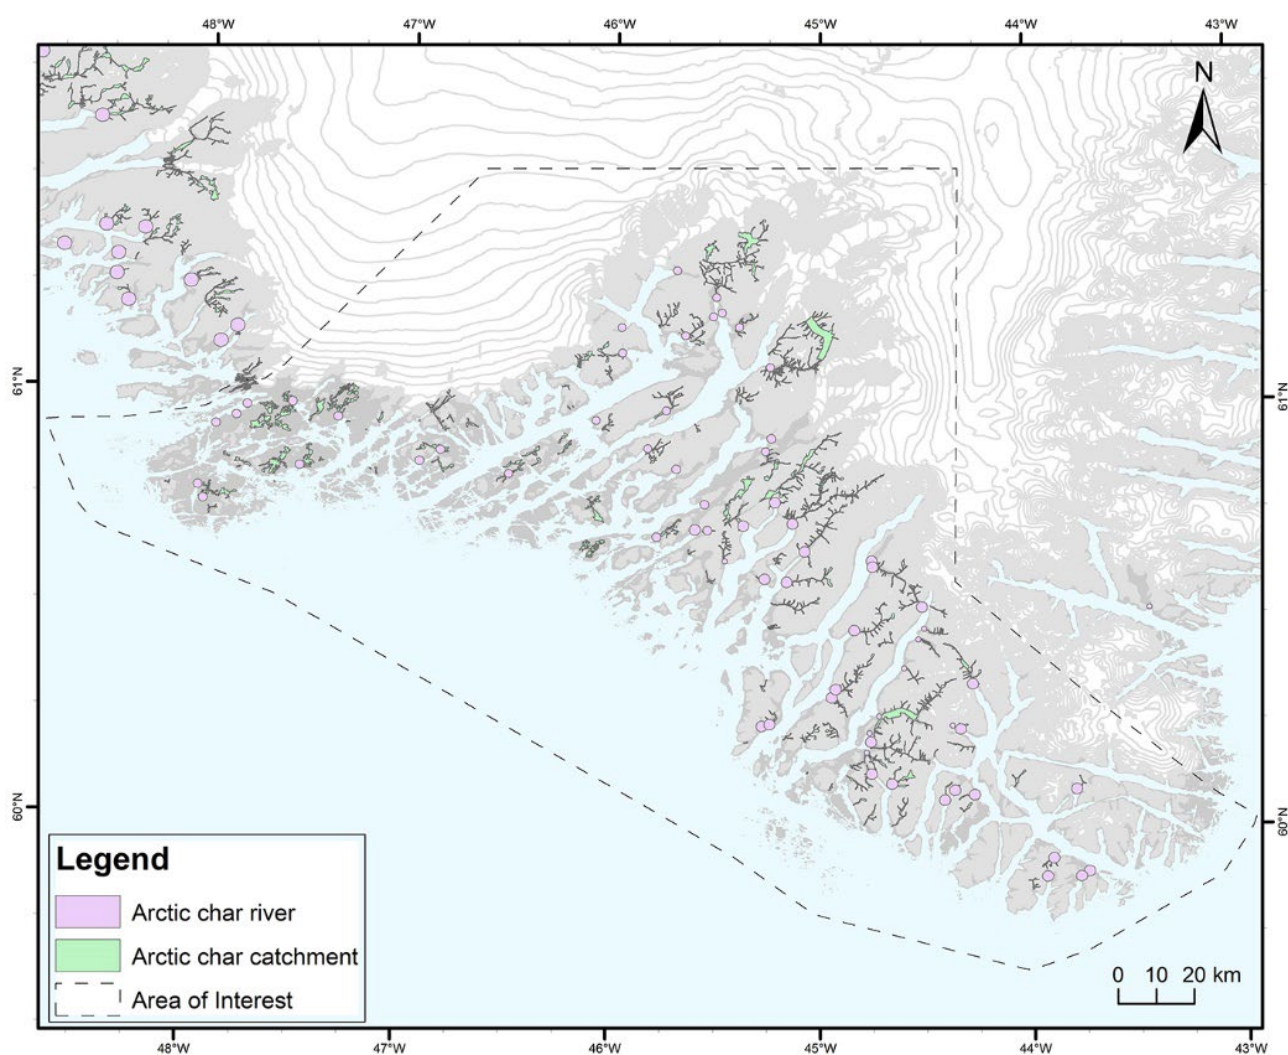 48°W 47°W 46°W 45°W 44°W 43°W
N
61°N 61°N
60°N 60°N
Legend
Arctic char river
Arctic char catchment
Area of Interest
0 10 20 km
48°W 47°W 46°W 45°W 44°W 43°W